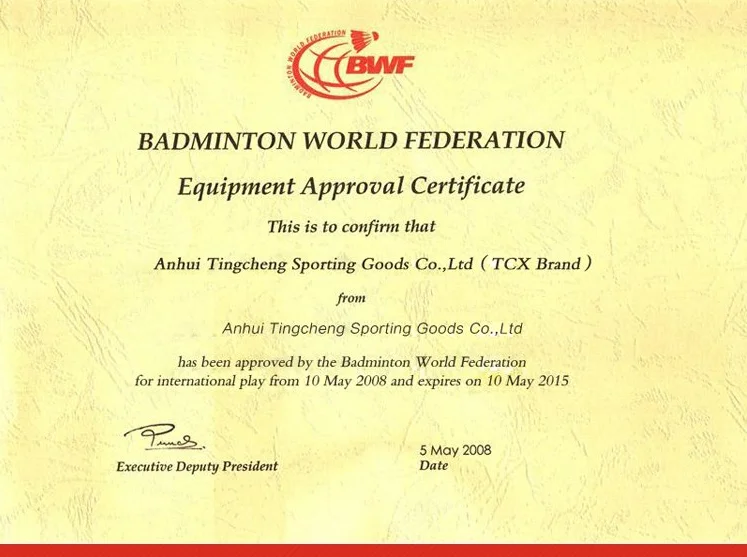 BADMINTON WORLD FEDERATION
BWF
BADMINTON WORLD FEDERATION
Equipment Approval Certificate
This is to confirm that
Anhui Tingcheng Sporting Goods Co.,Ltd ( TCX Brand )
from
Anhui Tingcheng Sporting Goods Co.,Ltd
has been approved by the Badminton World Federation
for international play from 10 May 2008 and expires on 10 May 2015
5 May 2008
Executive Deputy President
Date